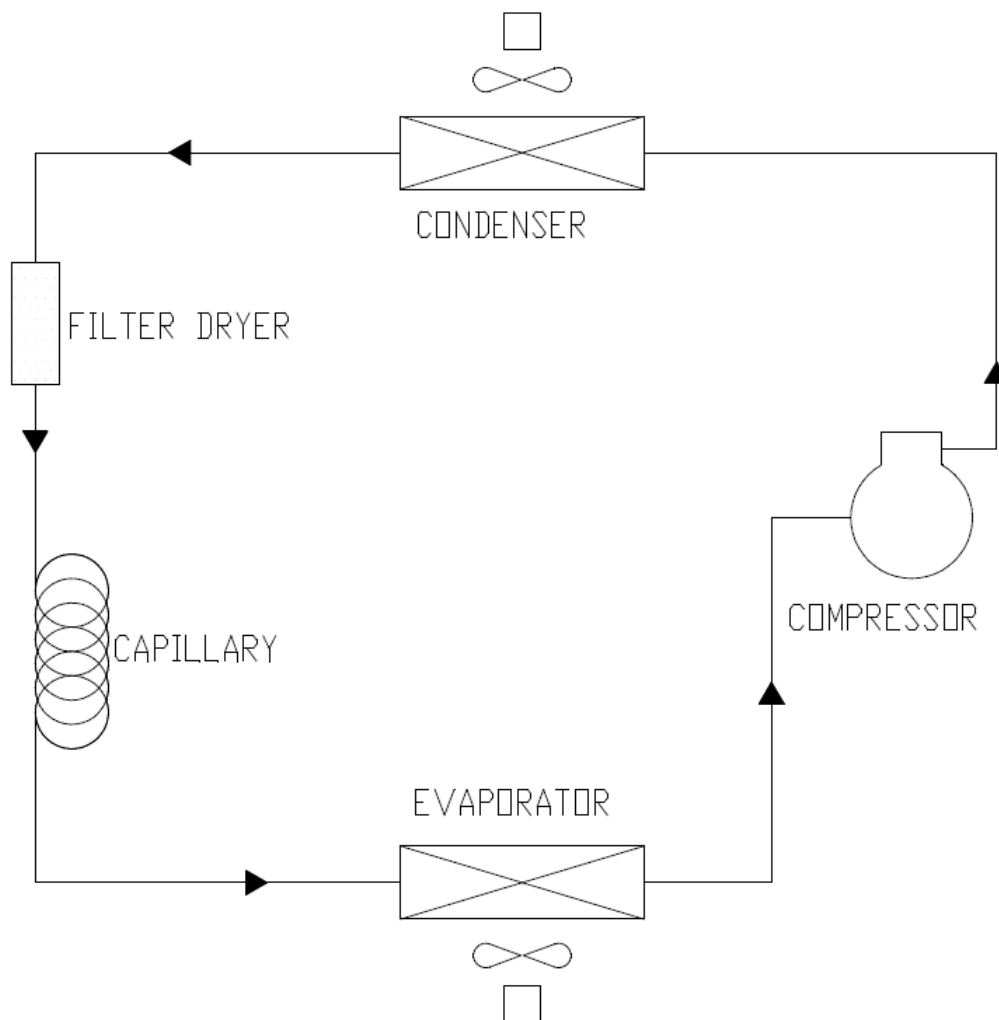 CONDENSER
FILTER DRYER
COMPRESSOR
CAPILLARY
EVAPORATOR